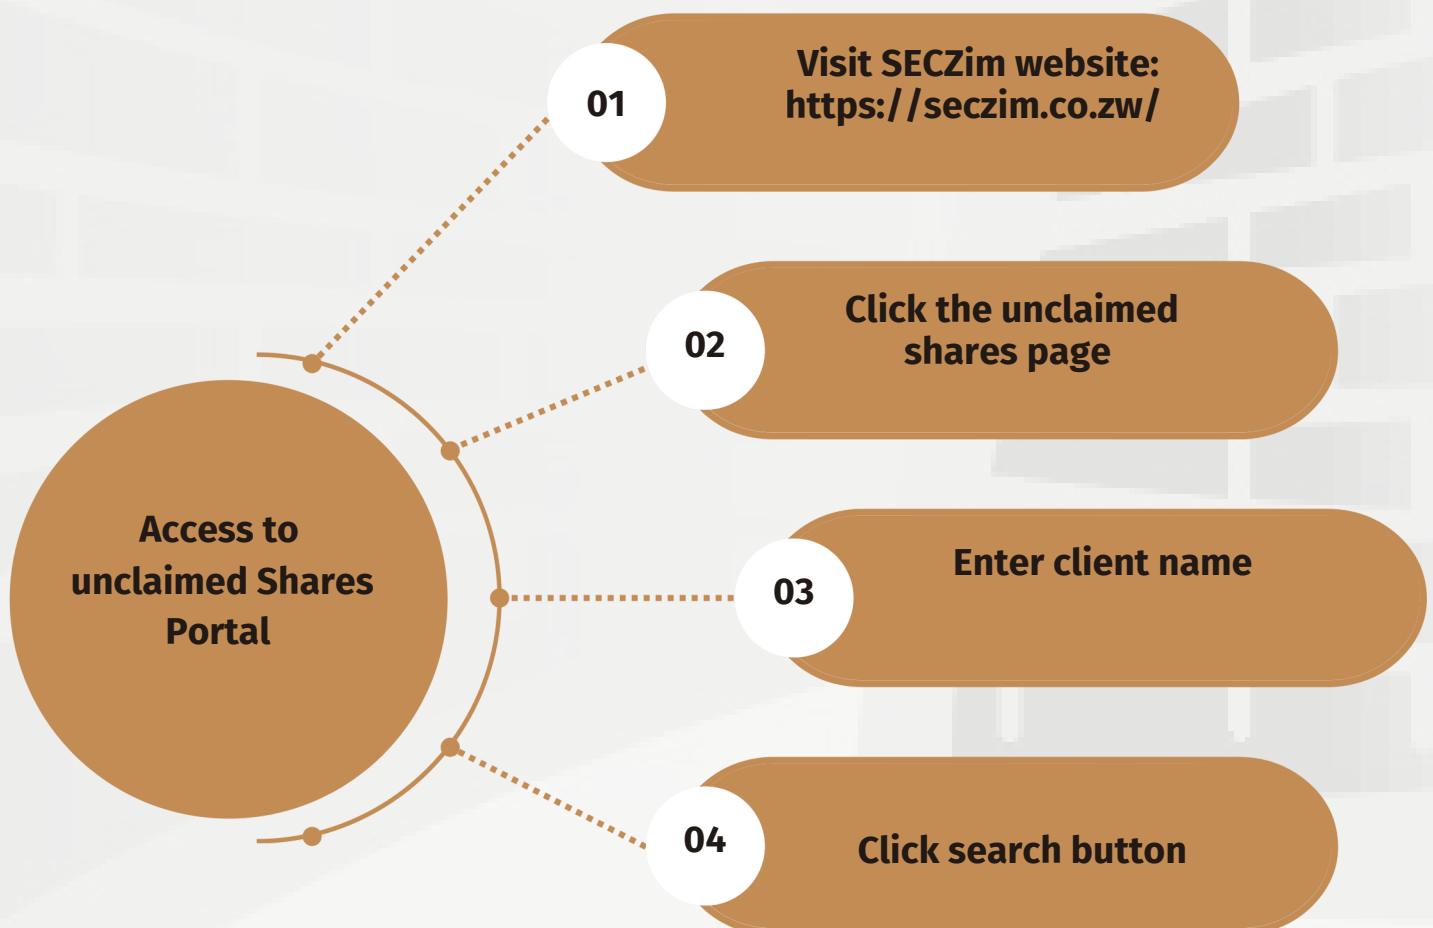 01
Visit SECZim website:
https://seczim.co.zw/
02
Click the unclaimed
shares page
Access to
unclaimed Shares
Portal
03
Enter client name
04
Click search button